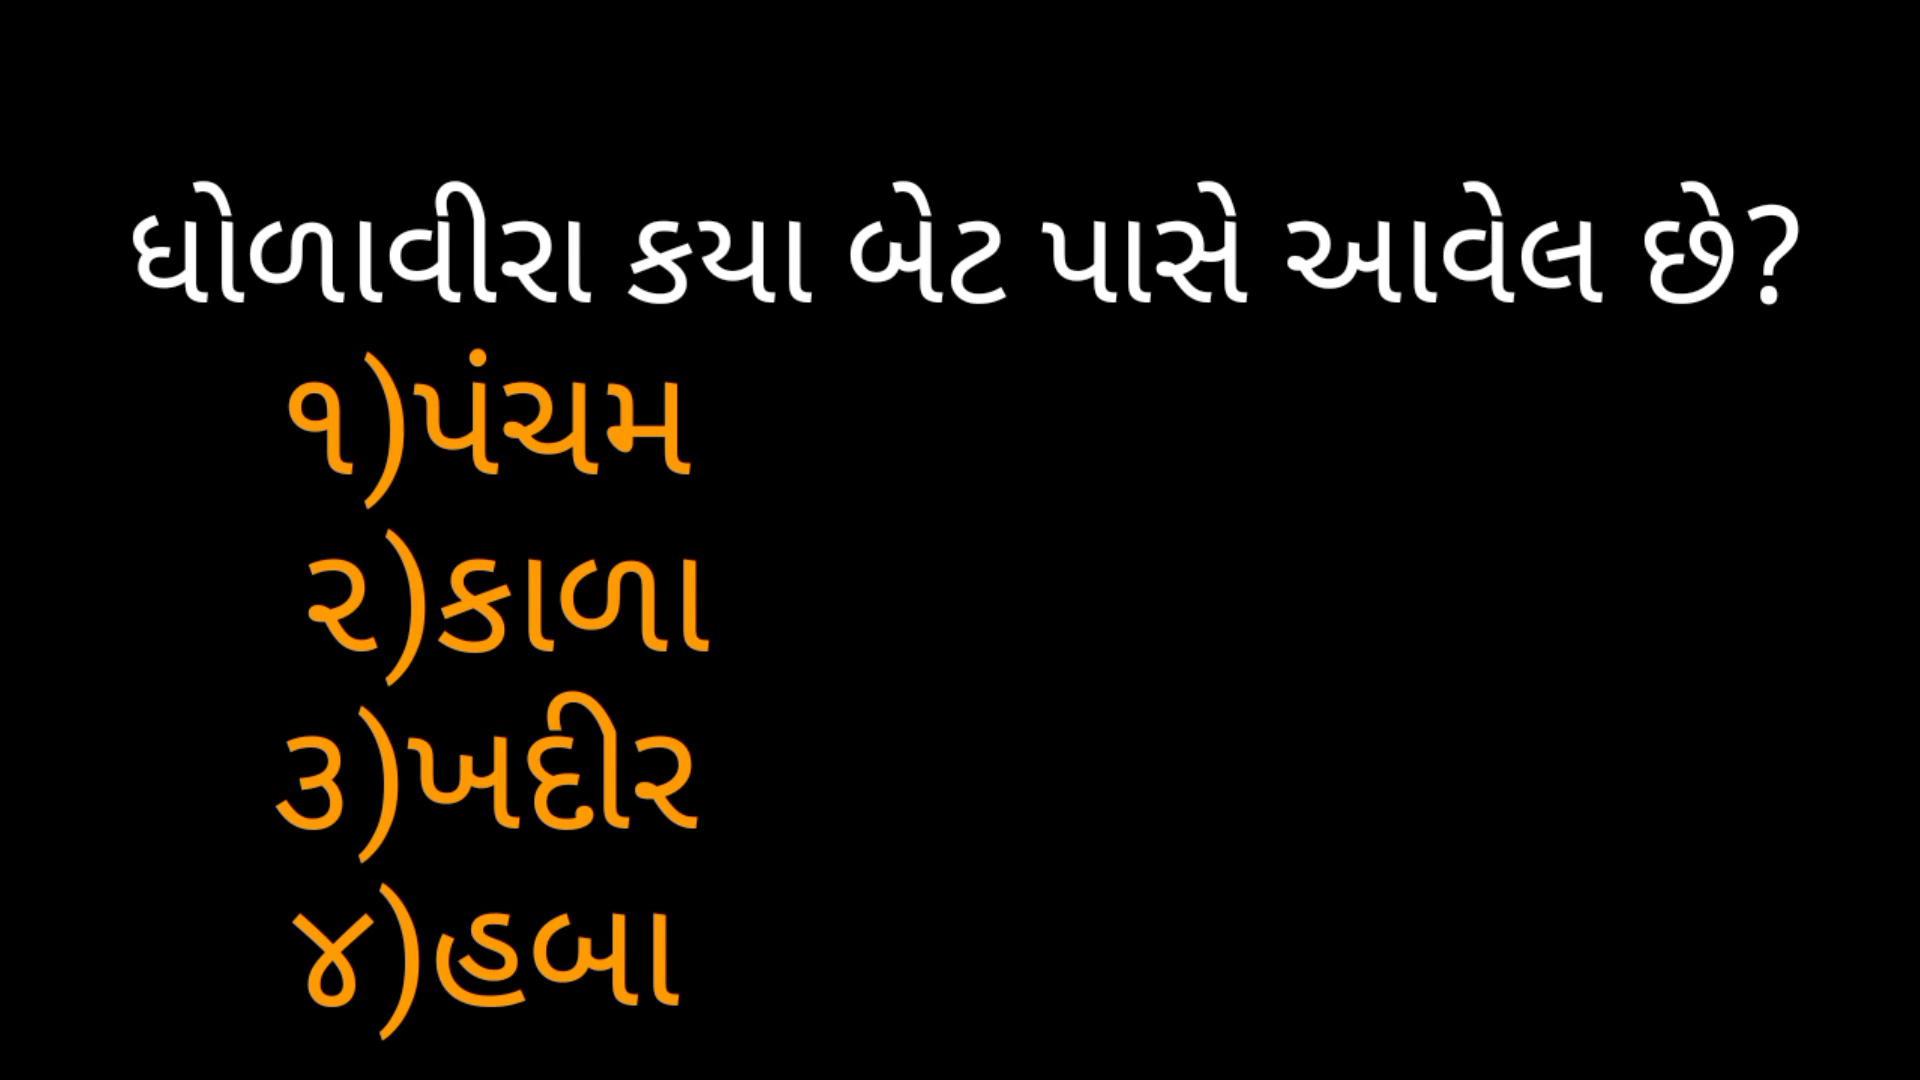 ધોળાવીરા કયા બેટ પાસે આવેલ છે?
૧)પંચમ
૨)કાળા
૩)ખદીર
૪)હબા